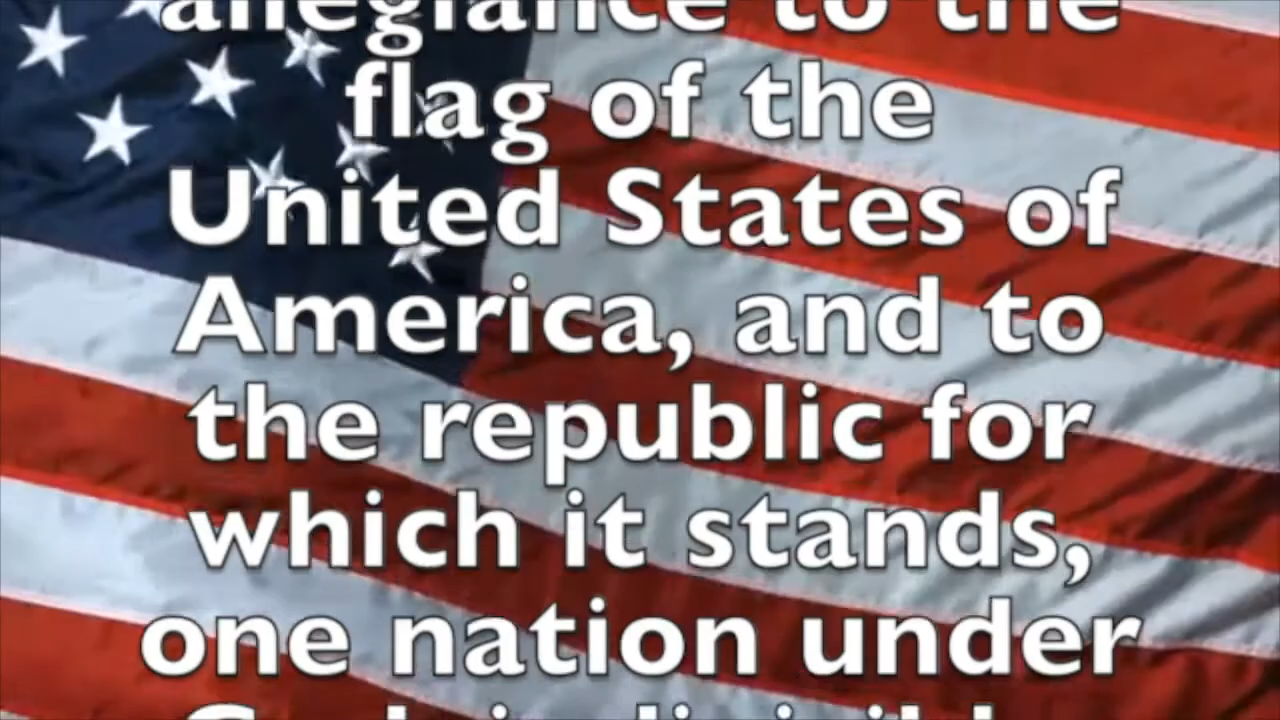 allegiance to the
flag of the
United States of
America, and to
the republic for
which it stands,
one nation under